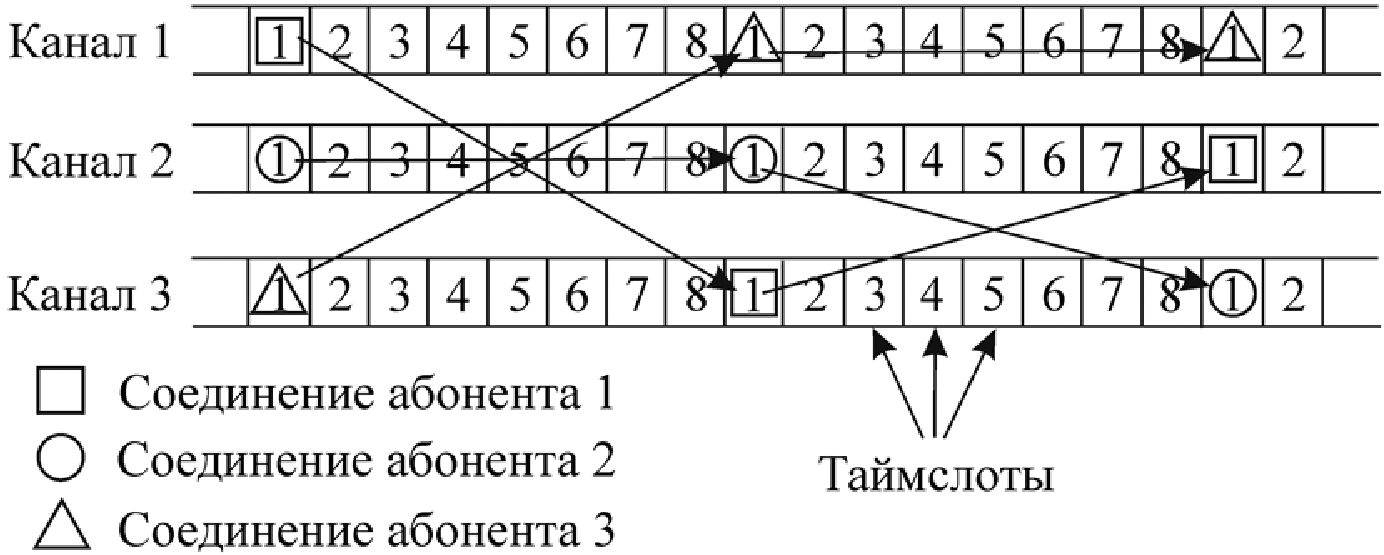 Канал 1 1 2 3 4 5 6 7 8 1 2 3 4 5 6 7 8 1 2
Канал 2 1 2 3 4 5 6 7 8 1 2 3 4 5 6 7 8 1 2
Канал 3 1 2 3 4 5 6 7 8 1 2 3 4 5 6 7 8 1 2
Соединение абонента 1
Соединение абонента 2
Таймслоты
Соединение абонента 3